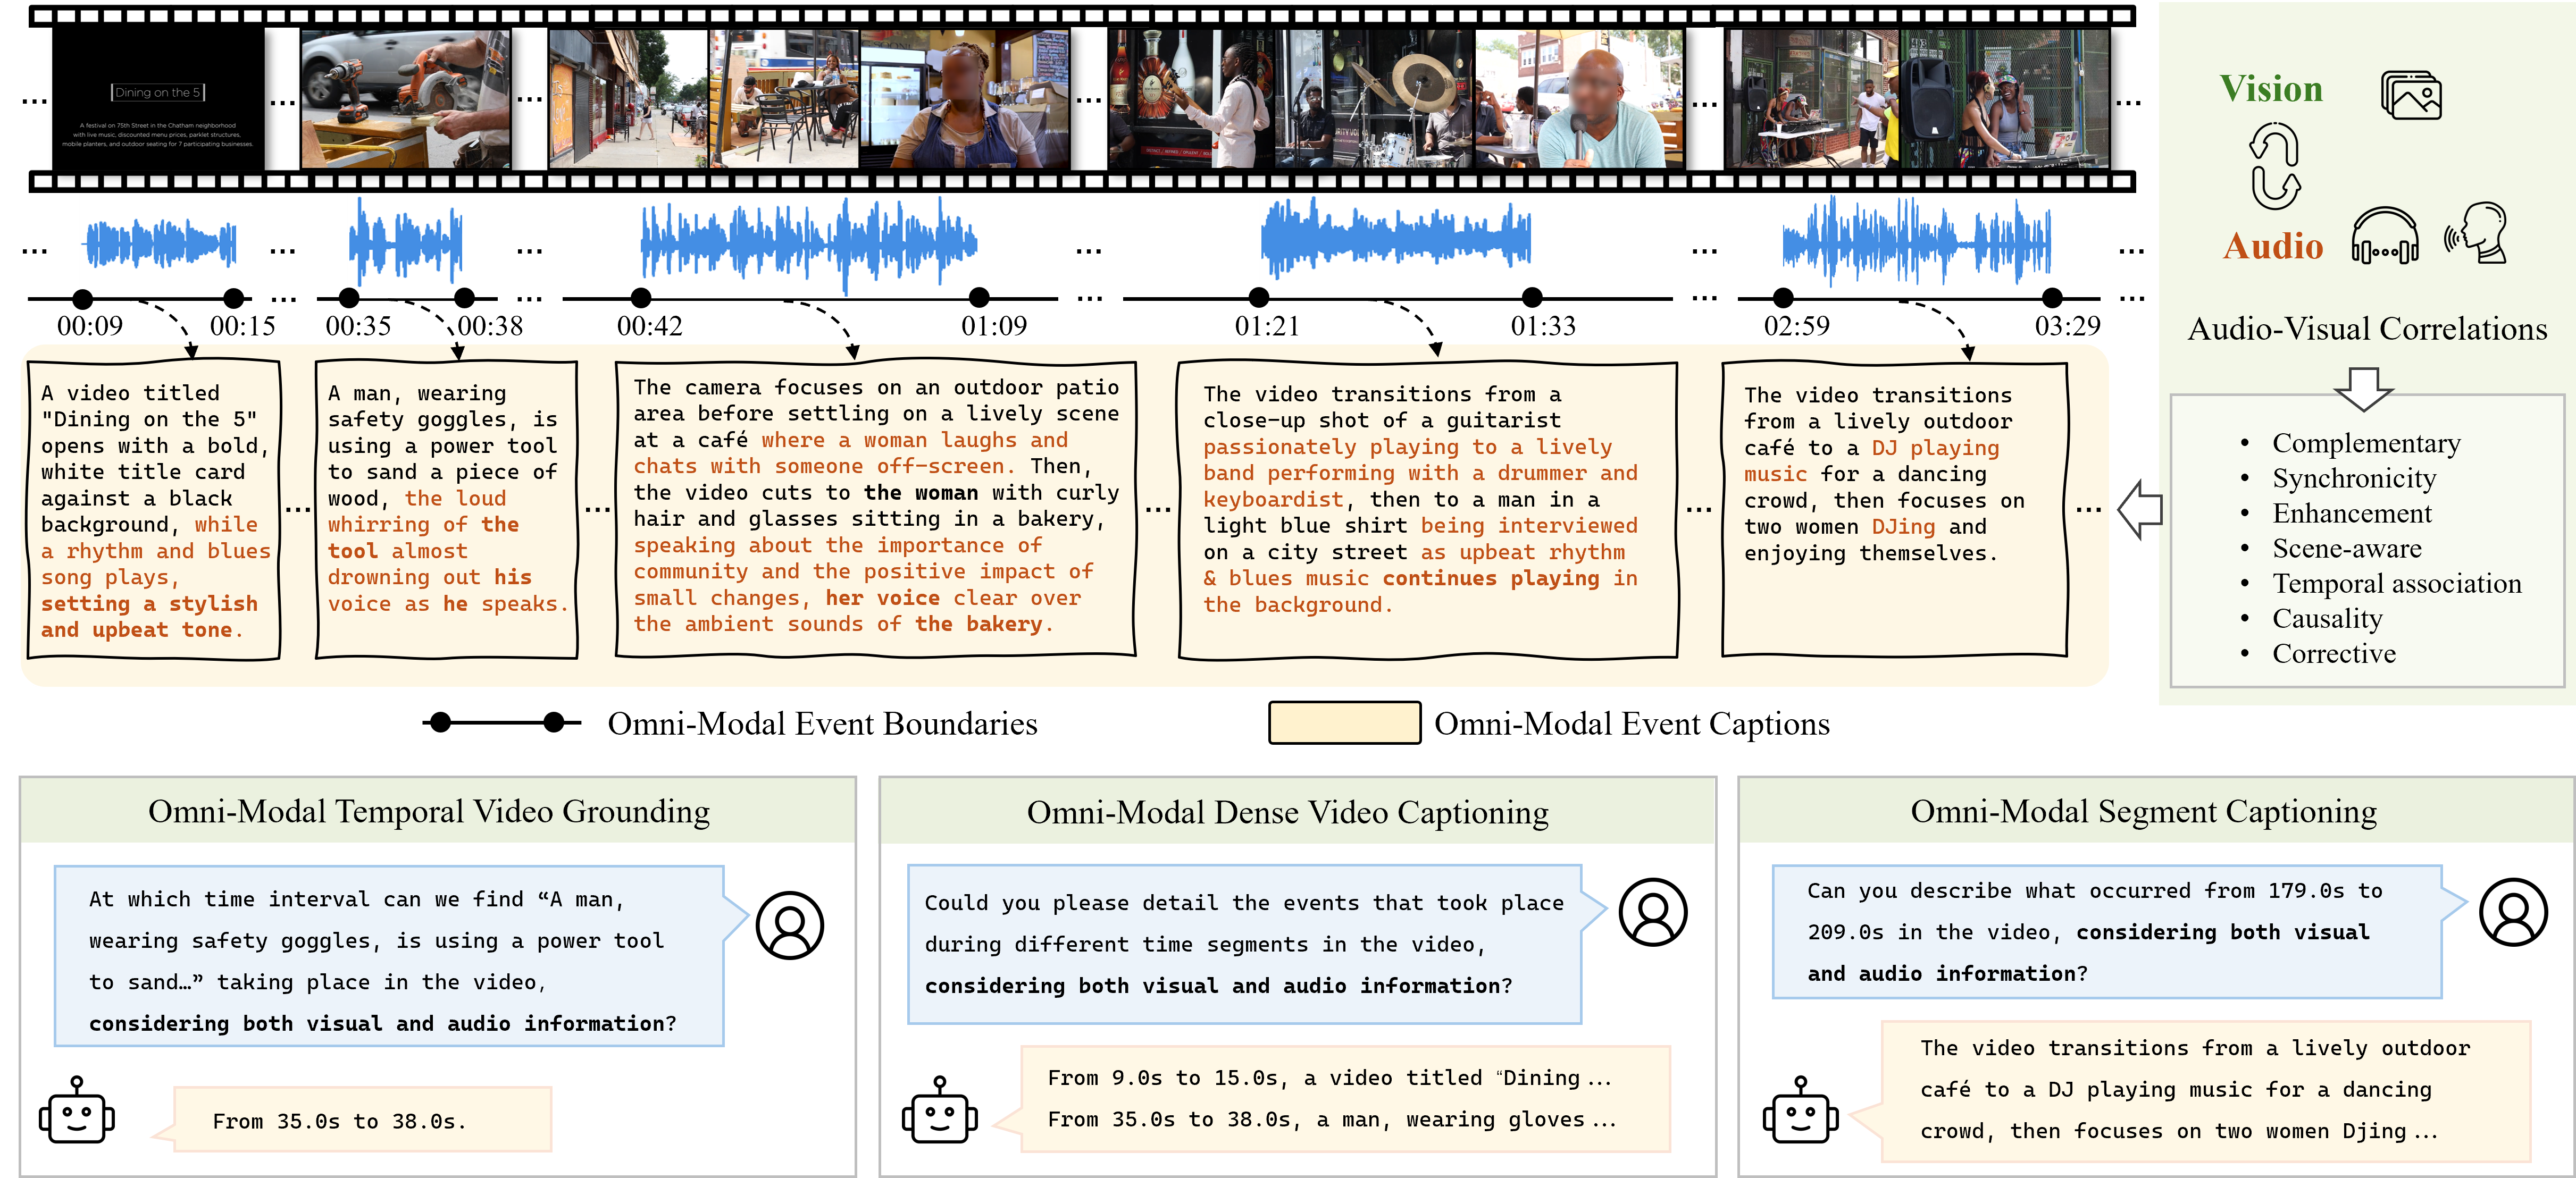 Dining on the 5
A festival on 75th Street in the Chatham neighborhood
with live music, discounted menu prices, parklet structures,
mobile planters, and outdoor seating for 7 participating businesses.
Vision
Audio
Audio-Visual Correlations
00:09
00:15
00:35
00:38
00:42
01:09
01:21
01:33
02:59
03:29
A video titled
"Dining on the 5"
opens with a bold,
white title card
against a black
background, while
a rhythm and blues
song plays,
setting a stylish
and upbeat tone.
A man, wearing
safety goggles, is
using a power tool
to sand a piece of
wood, the loud
whirring of the
tool almost
drowning out his
voice as he speaks.
The camera focuses on an outdoor patio
area before settling on a lively scene
at a café where a woman laughs and
chats with someone off-screen. Then,
the video cuts to the woman with curly
hair and glasses sitting in a bakery,
speaking about the importance of
community and the positive impact of
small changes, her voice clear over
the ambient sounds of the bakery.
The video transitions from a
close-up shot of a guitarist
passionately playing to a lively
band performing with a drummer and
keyboardist, then to a man in a
light blue shirt being interviewed
on a city street as upbeat rhythm
& blues music continues playing in
the background.
The video transitions
from a lively outdoor
café to a DJ playing
music for a dancing
crowd, then focuses on
two women DJing and
enjoying themselves.
• Complementary
• Synchronicity
• Enhancement
• Scene-aware
• Temporal association
• Causality
• Corrective
Omni-Modal Event Boundaries
Omni-Modal Event Captions
Omni-Modal Temporal Video Grounding
At which time interval can we find “A man,
wearing safety goggles, is using a power tool
to sand…” taking place in the video,
considering both visual and audio information?
From 35.0s to 38.0s.
Omni-Modal Dense Video Captioning
Could you please detail the events that took place
during different time segments in the video,
considering both visual and audio information?
From 9.0s to 15.0s, a video titled “Dining ...
From 35.0s to 38.0s, a man, wearing gloves ...
Omni-Modal Segment Captioning
Can you describe what occurred from 179.0s to
209.0s in the video, considering both visual
and audio information?
The video transitions from a lively outdoor
café to a DJ playing music for a dancing
crowd, then focuses on two women Djing ...